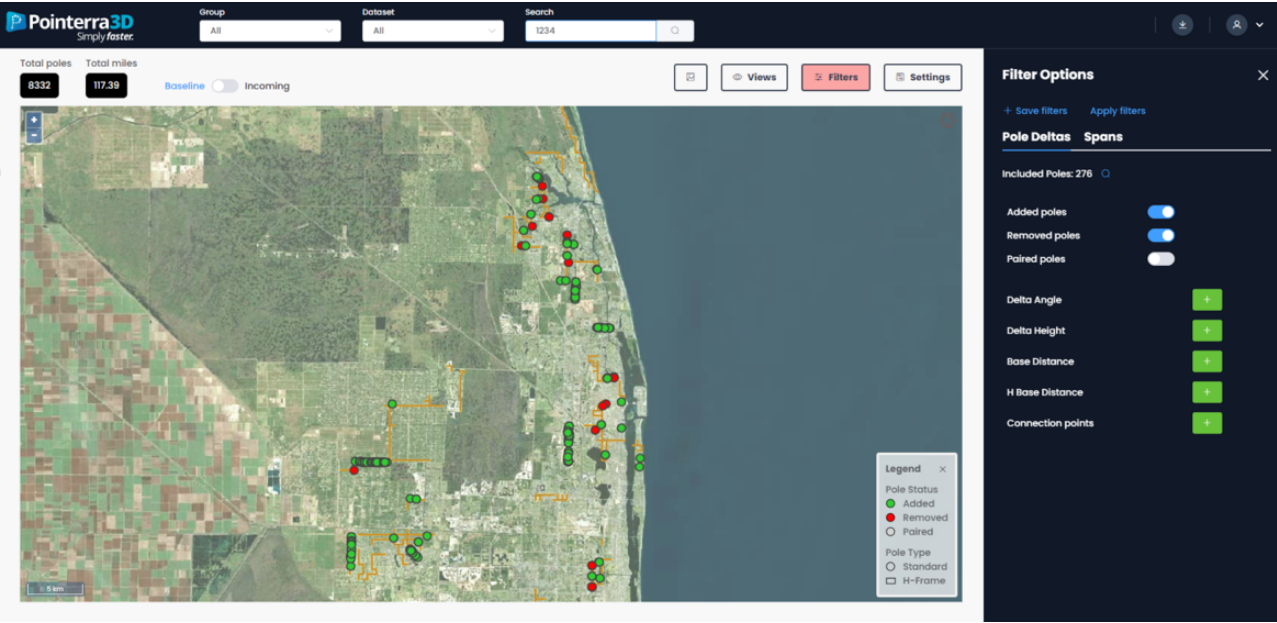 Pointerra3D
Simply faster.
Group
All
Dataset
All
Search
1234
Total poles
8332
Total miles
117.39
Baseline
Incoming
Views
Filters
Settings
+
-
5 km
Legend ×
Pole Status
Added
Removed
Paired
Pole Type
Standard
H-Frame
Filter Options
+ Save filters Apply filters
Pole Deltas Spans
Included Poles: 276
Added poles
Removed poles
Paired poles
Delta Angle +
Delta Height +
Base Distance +
H Base Distance +
Connection points +